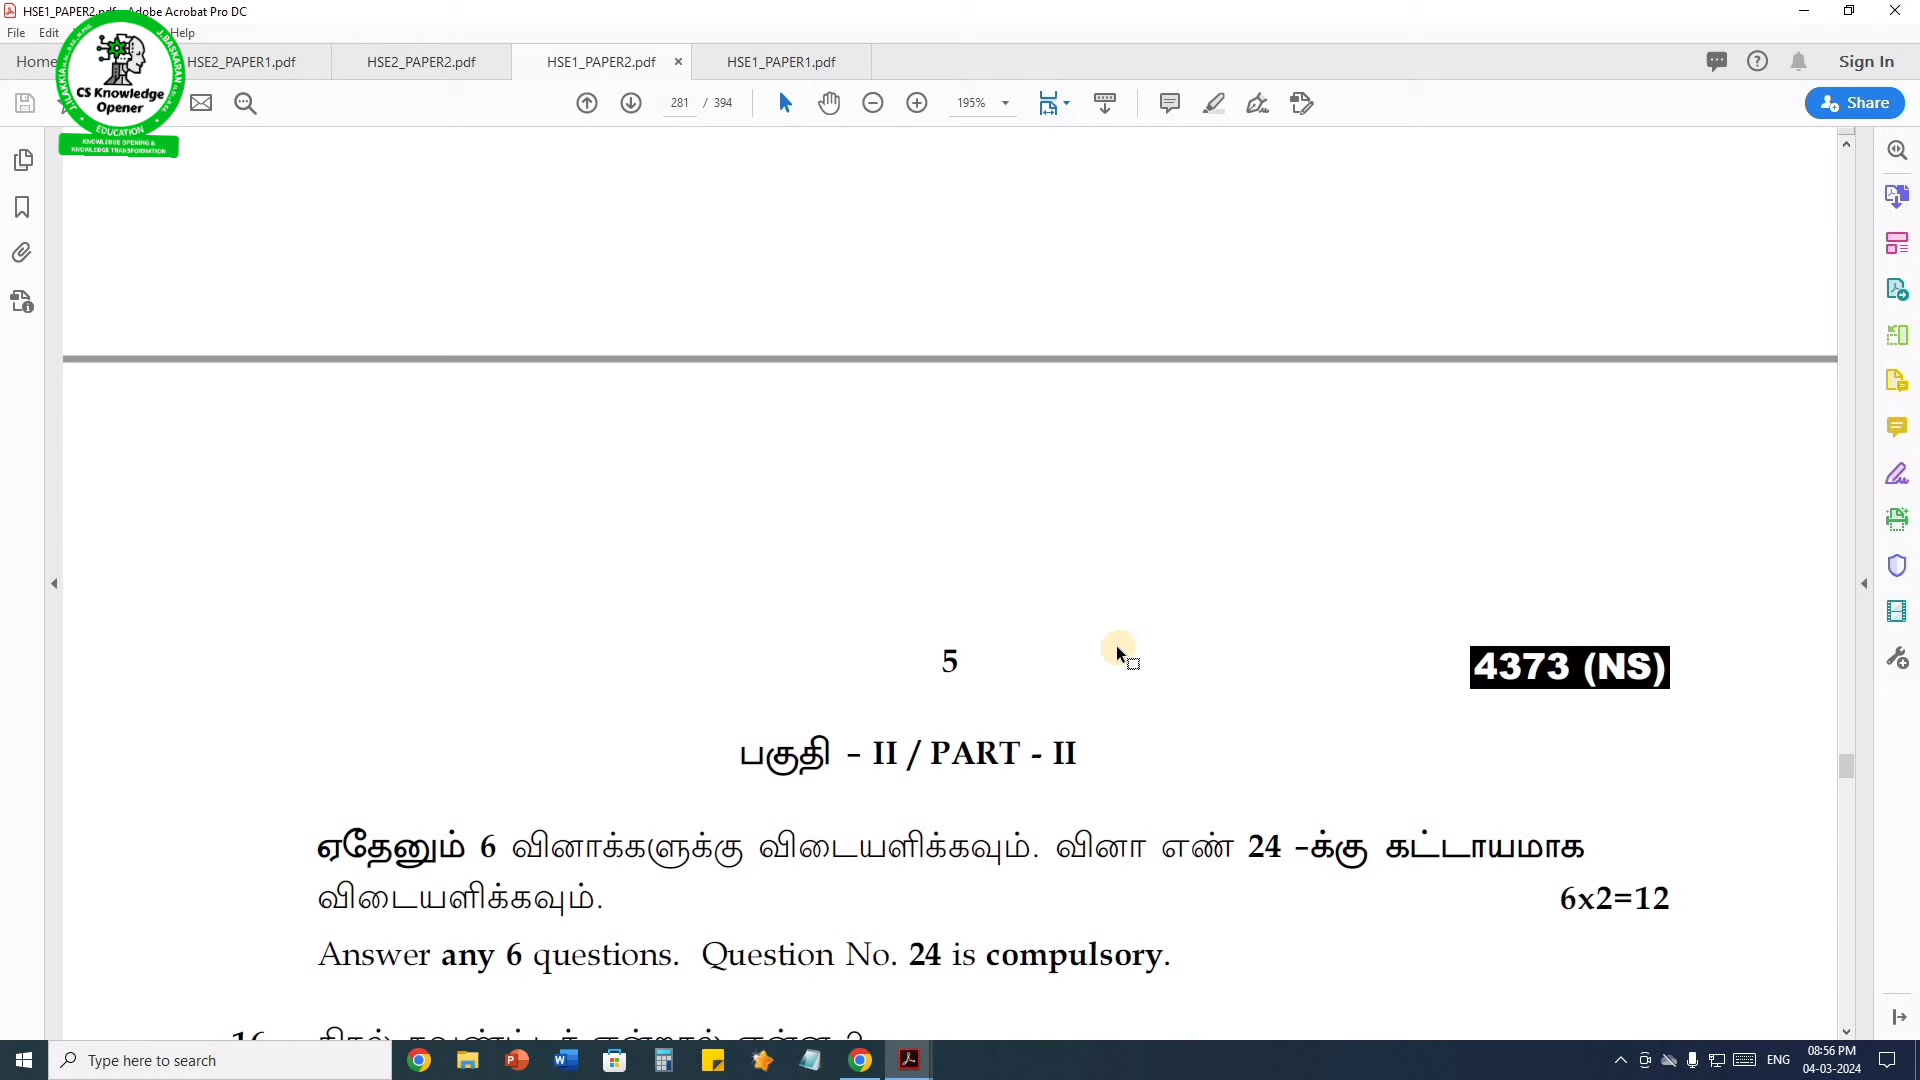 HSE1_PAPER2.pdf - Adobe Acrobat Pro DC
File Edit Help
Home HSE2_PAPER1.pdf HSE2_PAPER2.pdf HSE1_PAPER2.pdf × HSE1_PAPER1.pdf Sign In
281 / 394 195% Share
CS Knowledge
Opener
EDUCATION
KNOWLEDGE OPENING &
KNOWLEDGE TRANSFORMATION
5 4373 (NS)
பகுதி - II / PART - II
ஏதேனும் 6 வினாக்களுக்கு விடையளிக்கவும். வினா எண் 24 -க்கு கட்டாயமாக
விடையளிக்கவும். 6x2=12
Answer any 6 questions. Question No. 24 is compulsory.
Type here to search
ENG 08:56 PM
04-03-2024